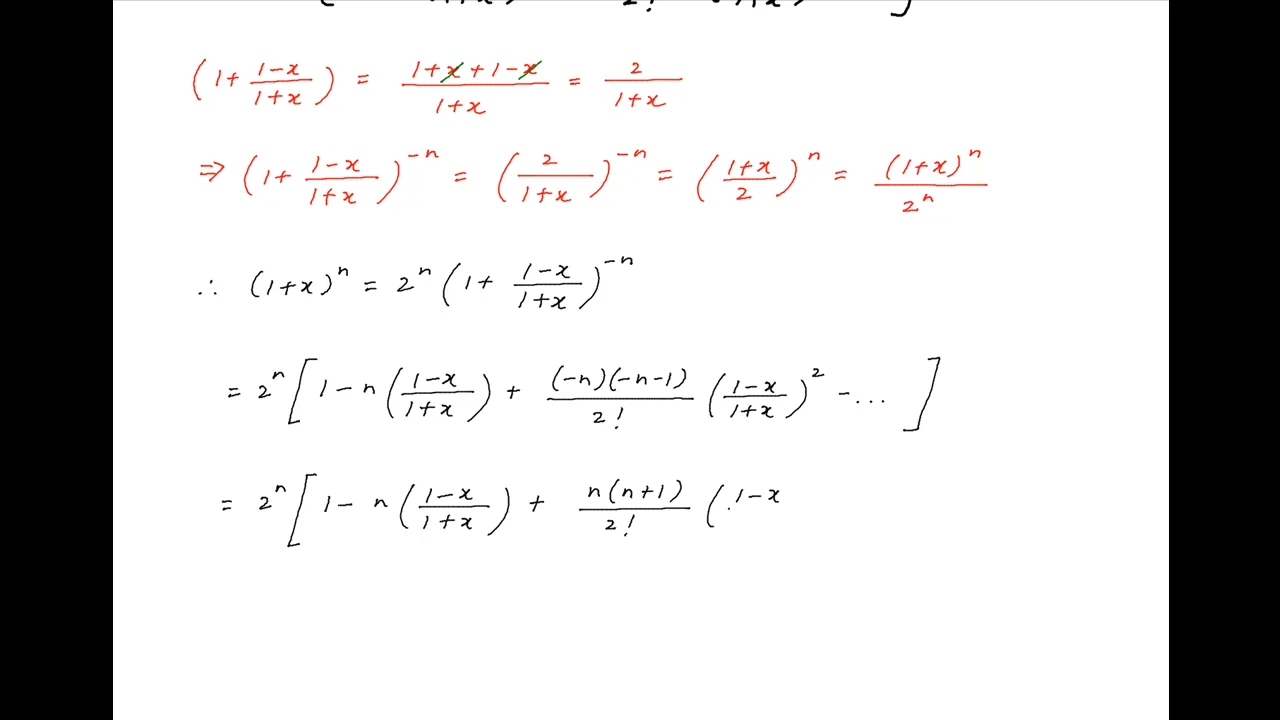 2!
(1 + (1-x)/(1+x)) = (1+x+1-x)/(1+x) = 2/(1+x)
⇒ (1 + (1-x)/(1+x))^-n = (2/(1+x))^-n = ((1+x)/2)^n = (1+x)^n/2^n
∴ (1+x)^n = 2^n (1 + (1-x)/(1+x))^-n
= 2^n [1 - n((1-x)/(1+x)) + (-n)(-n-1)/2! ((1-x)/(1+x))^2 - ... ]
= 2^n [1 - n((1-x)/(1+x)) + n(n+1)/2! (1-x